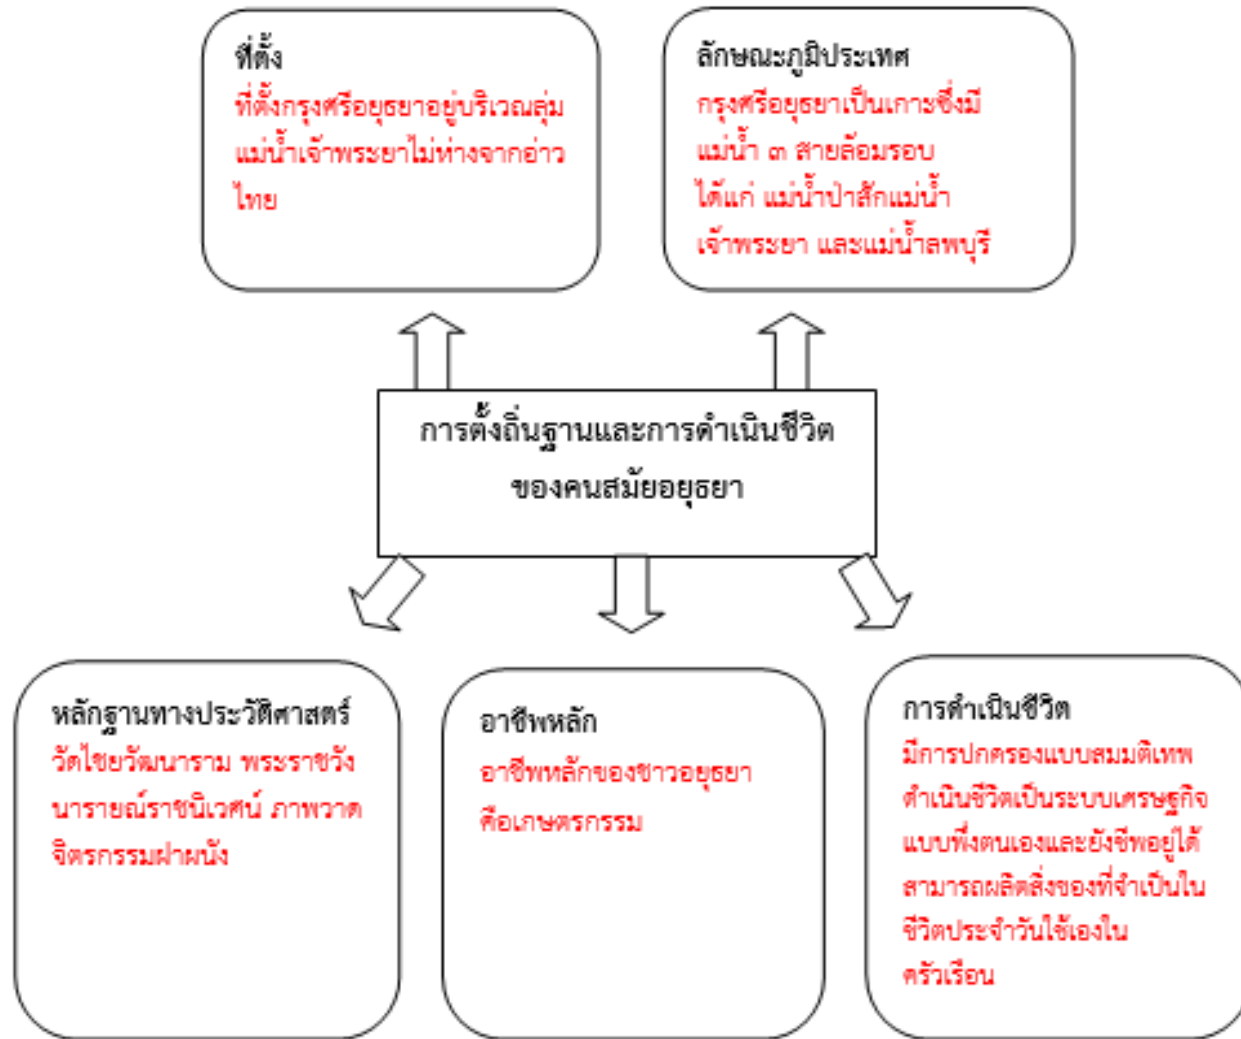 ที่ตั้ง
ที่ตั้งกรุงศรีอยุธยาอยู่บริเวณลุ่ม
แม่น้ำเจ้าพระยาไม่ห่างจากอ่าว
ไทย
ลักษณะภูมิประเทศ
กรุงศรีอยุธยาเป็นเกาะซึ่งมี
แม่น้ำ ๓ สายล้อมรอบ
ได้แก่ แม่น้ำป่าสักแม่น้ำ
เจ้าพระยา และแม่น้ำลพบุรี
การตั้งถิ่นฐานและการดำเนินชีวิต
ของคนสมัยอยุธยา
หลักฐานทางประวัติศาสตร์
วัดไชยวัฒนาราม พระราชวัง
นารายณ์ราชนิเวศน์ ภาพวาด
จิตรกรรมฝาผนัง
อาชีพหลัก
อาชีพหลักของชาวอยุธยา
คือเกษตรกรรม
การดำเนินชีวิต
มีการปกครองแบบสมมติเทพ
ดำเนินชีวิตเป็นระบบเศรษฐกิจ
แบบพึ่งตนเองและยังชีพอยู่ได้
สามารถผลิตสิ่งของที่จำเป็นใน
ชีวิตประจำวันใช้เองใน
ครัวเรือน